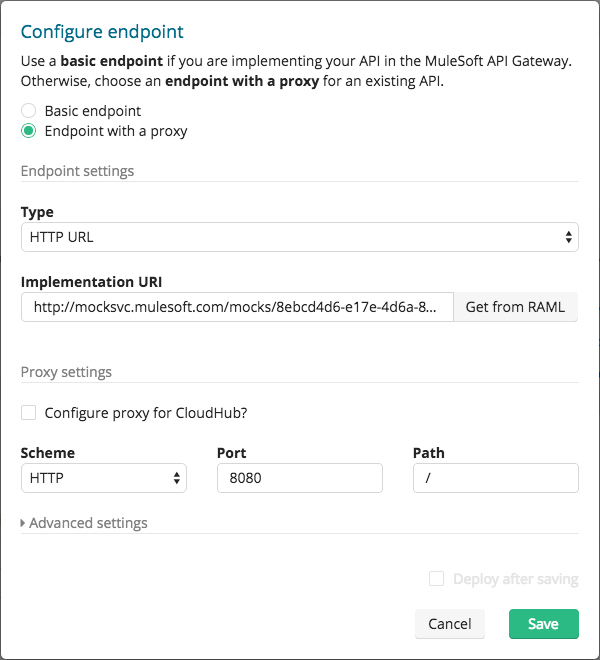 Configure endpoint
Use a basic endpoint if you are implementing your API in the MuleSoft API Gateway.
Otherwise, choose an endpoint with a proxy for an existing API.
Basic endpoint
Endpoint with a proxy
Endpoint settings
Type
HTTP URL
Implementation URI
http://mocksvc.mulesoft.com/mocks/8ebcd4d6-e17e-4d6a-8... Get from RAML
Proxy settings
Configure proxy for CloudHub?
Scheme Port Path
HTTP 8080 /
Advanced settings
Deploy after saving
Cancel Save